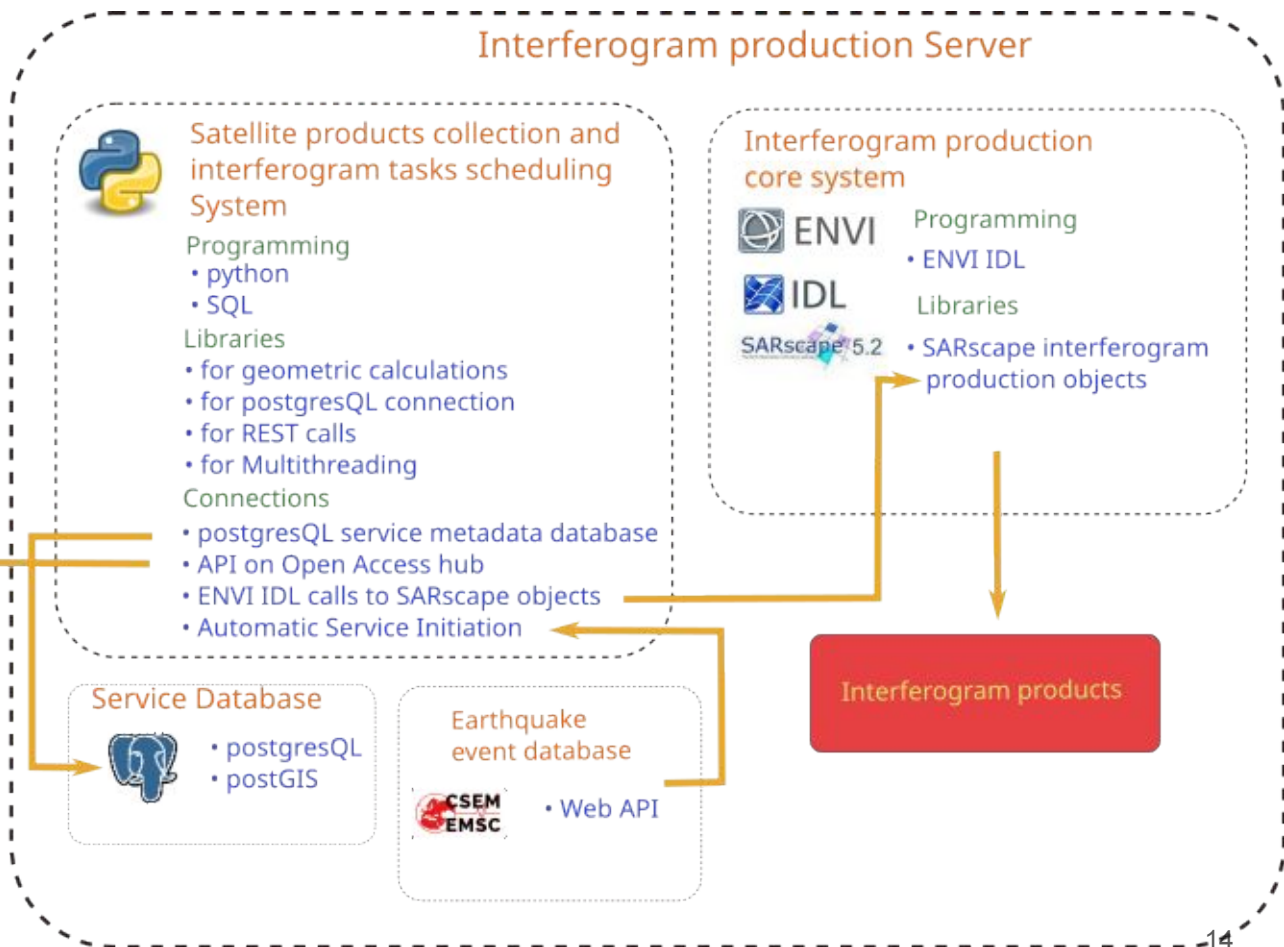 Interferogram production Server
Satellite products collection and
interferogram tasks scheduling
System
Programming
• python
• SQL
Libraries
• for geometric calculations
• for postgresQL connection
• for REST calls
• for Multithreading
Connections
• postgresQL service metadata database
• API on Open Access hub
• ENVI IDL calls to SARscape objects
• Automatic Service Initiation
Interferogram production
core system
ENVI
IDL
SARscape 5.2
Programming
• ENVI IDL
Libraries
• SARscape interferogram
production objects
Service Database
• postgresQL
• postGIS
Earthquake
event database
CSEM
EMSC
• Web API
Interferogram products
14